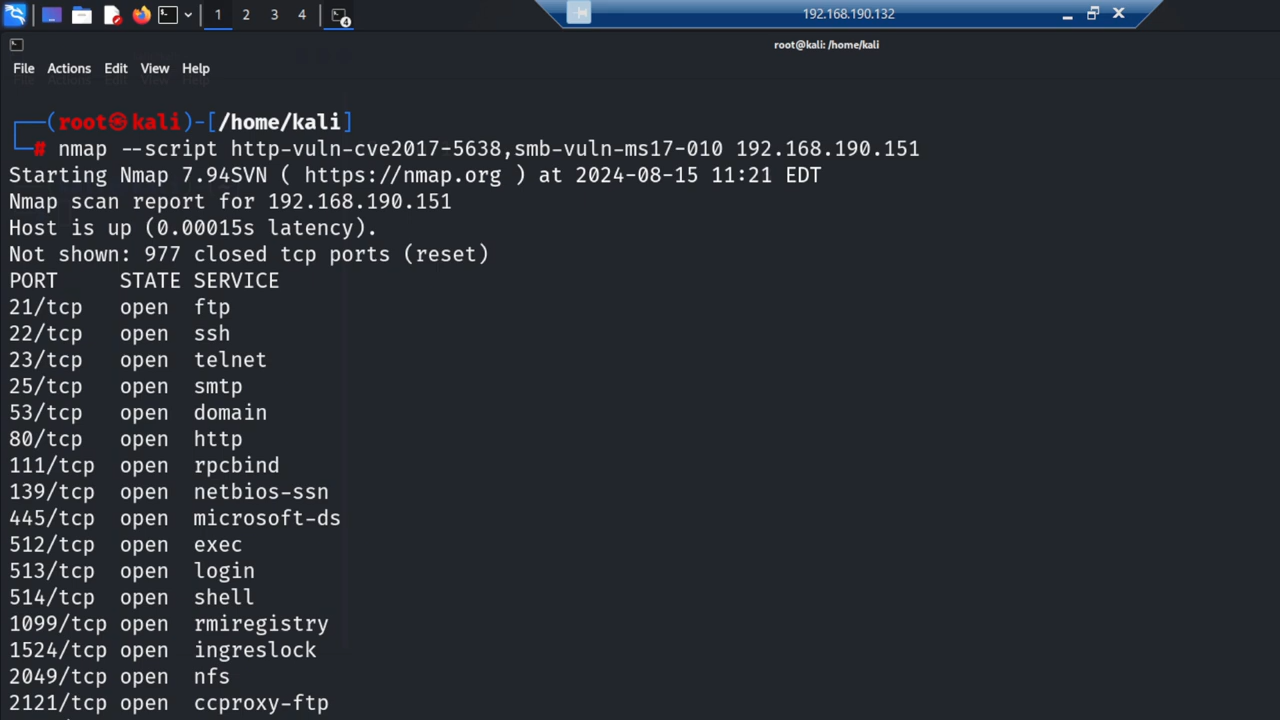 1 2 3 4 4
192.168.190.132
root@kali: /home/kali
File Actions Edit View Help
(root㉿kali)-[/home/kali]
# nmap --script http-vuln-cve2017-5638,smb-vuln-ms17-010 192.168.190.151
Starting Nmap 7.94SVN ( https://nmap.org ) at 2024-08-15 11:21 EDT
Nmap scan report for 192.168.190.151
Host is up (0.00015s latency).
Not shown: 977 closed tcp ports (reset)
PORT STATE SERVICE
21/tcp open ftp
22/tcp open ssh
23/tcp open telnet
25/tcp open smtp
53/tcp open domain
80/tcp open http
111/tcp open rpcbind
139/tcp open netbios-ssn
445/tcp open microsoft-ds
512/tcp open exec
513/tcp open login
514/tcp open shell
1099/tcp open rmiregistry
1524/tcp open ingreslock
2049/tcp open nfs
2121/tcp open ccproxy-ftp